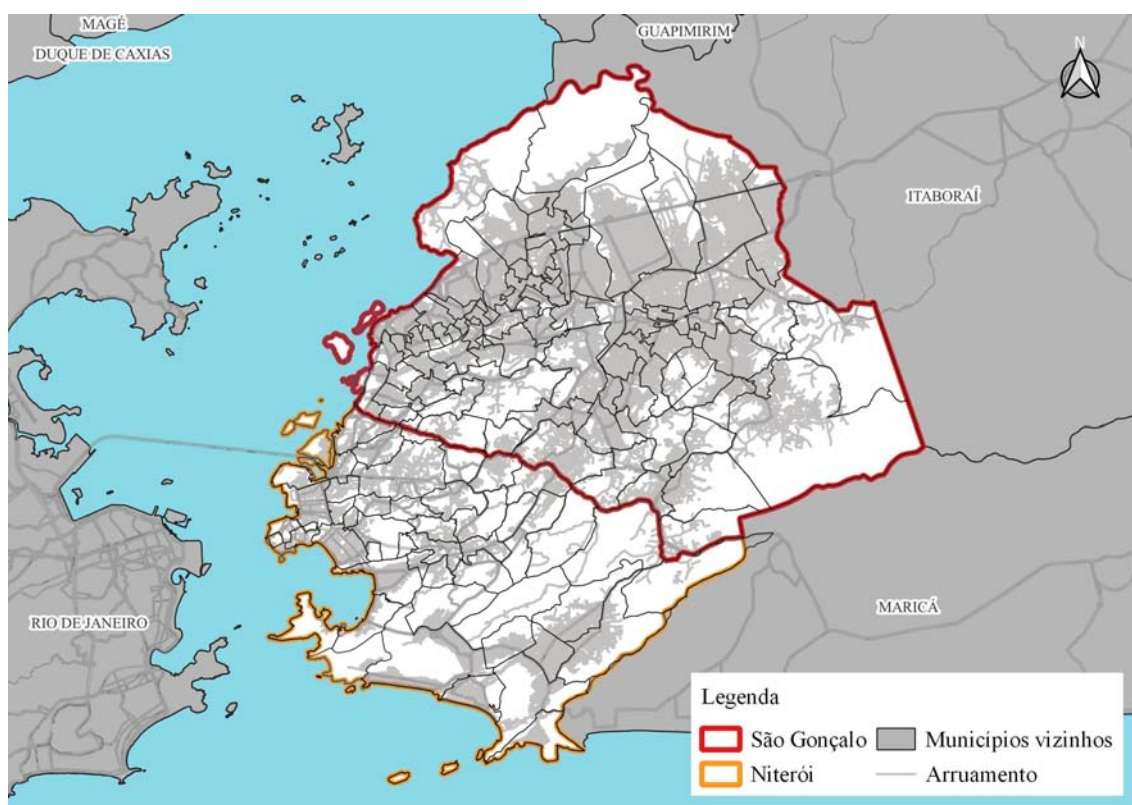 MAGÉ
DUQUE DE CAXIAS
GUAPIMIRIM
N
ITABORAÍ
RIO DE JANEIRO
MARICÁ
Legenda
São Gonçalo
Municípios vizinhos
Niterói
Arruamento